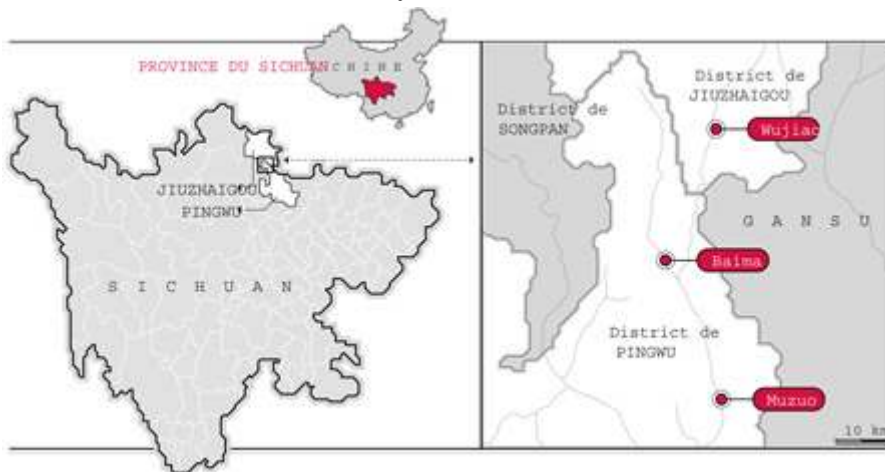 PROVINCE DU SICHUAN
CHINE
JIUZHAIGOU
PINGWU
SICHUAN
District de
JIUZHAIGOU
District de
SONGPAN
Wujiao
GANSU
Baima
District de
PINGWU
Muzuo
10 km